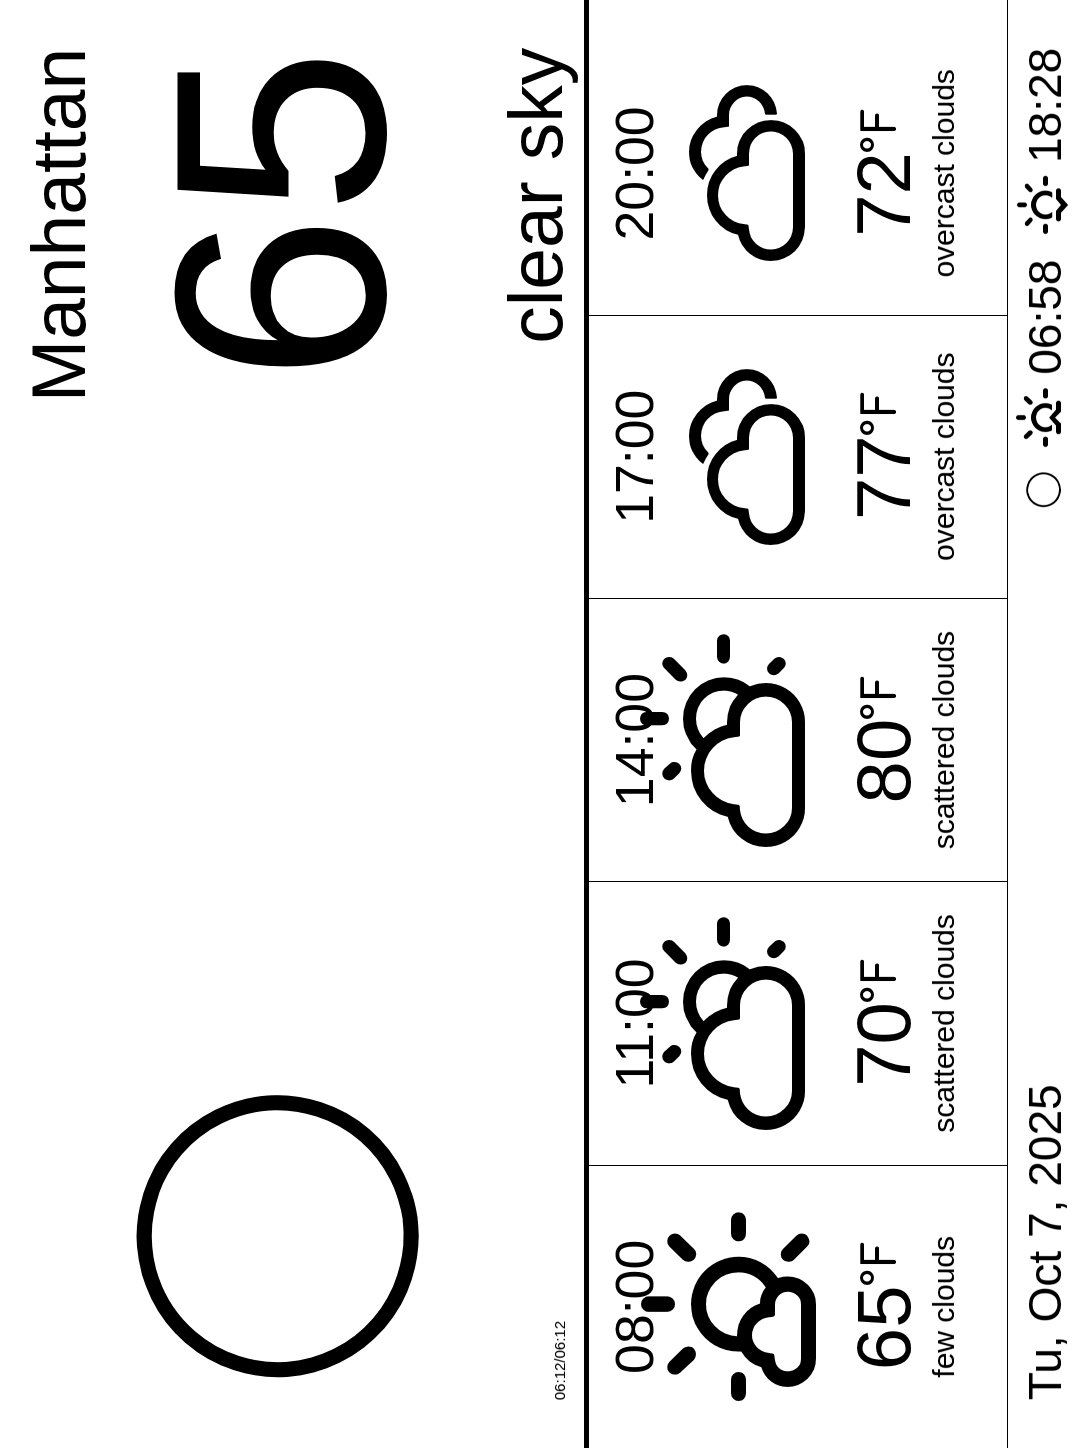 Manhattan
65
clear sky
06:12/06:12
08:00
65°F
few clouds
11:00
70°F
scattered clouds
14:00
80°F
scattered clouds
17:00
77°F
overcast clouds
20:00
72°F
overcast clouds
Tu, Oct 7, 2025 06:58 18:28